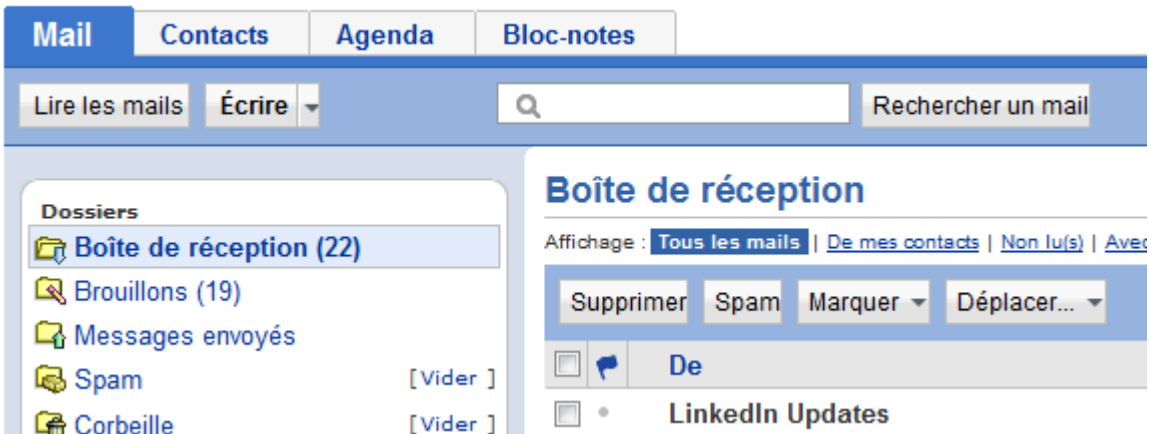 Mail Contacts Agenda Bloc-notes
Lire les mails Écrire Rechercher un mail
Dossiers
Boîte de réception (22)
Brouillons (19)
Messages envoyés
Spam [Vider ]
Corbeille [Vider ]
Boîte de réception
Affichage : Tous les mails | De mes contacts | Non lu(s) | Avec
Supprimer Spam Marquer Déplacer...
De
LinkedIn Updates